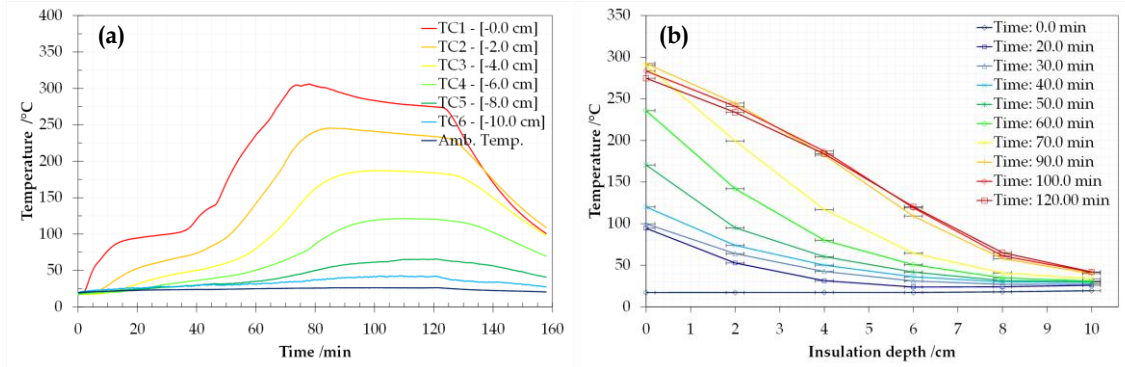 (a)
TC1 - [-0.0 cm]
TC2 - [-2.0 cm]
TC3 - [-4.0 cm]
TC4 - [-6.0 cm]
TC5 - [-8.0 cm]
TC6 - [-10.0 cm]
Amb. Temp.
Temperature /°C
400
350
300
250
200
150
100
50
0
0 20 40 60 80 100 120 140 160
Time /min
(b)
Time: 0.0 min
Time: 20.0 min
Time: 30.0 min
Time: 40.0 min
Time: 50.0 min
Time: 60.0 min
Time: 70.0 min
Time: 90.0 min
Time: 100.0 min
Time: 120.00 min
Temperature /°C
350
300
250
200
150
100
50
0
0 2 4 6 8 10
Insulation depth /cm